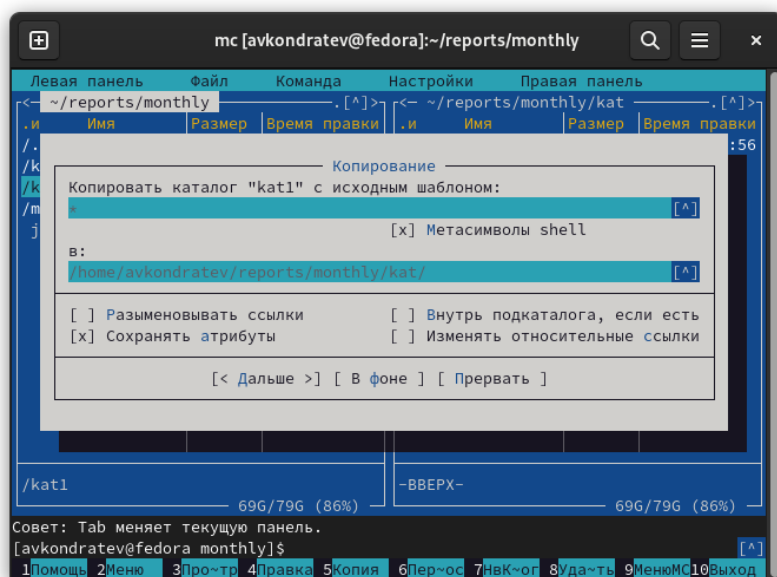 mc [avkondratev@fedora]:~/reports/monthly
Левая панель Файл Команда Настройки Правая панель
<— ~/reports/monthly —.[^]> <— ~/reports/monthly/kat —.[^]>
.и Имя Размер Время правки .и Имя Размер Время правки
/. :56
/k
/k
/m
j
Копирование
Копировать каталог "kat1" с исходным шаблоном:
* [^]
[x] Метасимволы shell
в:
/home/avkondratev/reports/monthly/kat/ [^]
[ ] Разыменовывать ссылки [ ] Внутрь подкаталога, если есть
[x] Сохранять атрибуты [ ] Изменять относительные ссылки
[< Дальше >] [ В фоне ] [ Прервать ]
/kat1 -ВВЕРХ-
69G/79G (86%) 69G/79G (86%)
Совет: Tab меняет текущую панель.
[avkondratev@fedora monthly]$ [^]
1Помощь 2Меню 3Про~тр 4Правка 5Копия 6Пер~ос 7НвК~ог 8Уда~ть 9МенюMC 10Выход